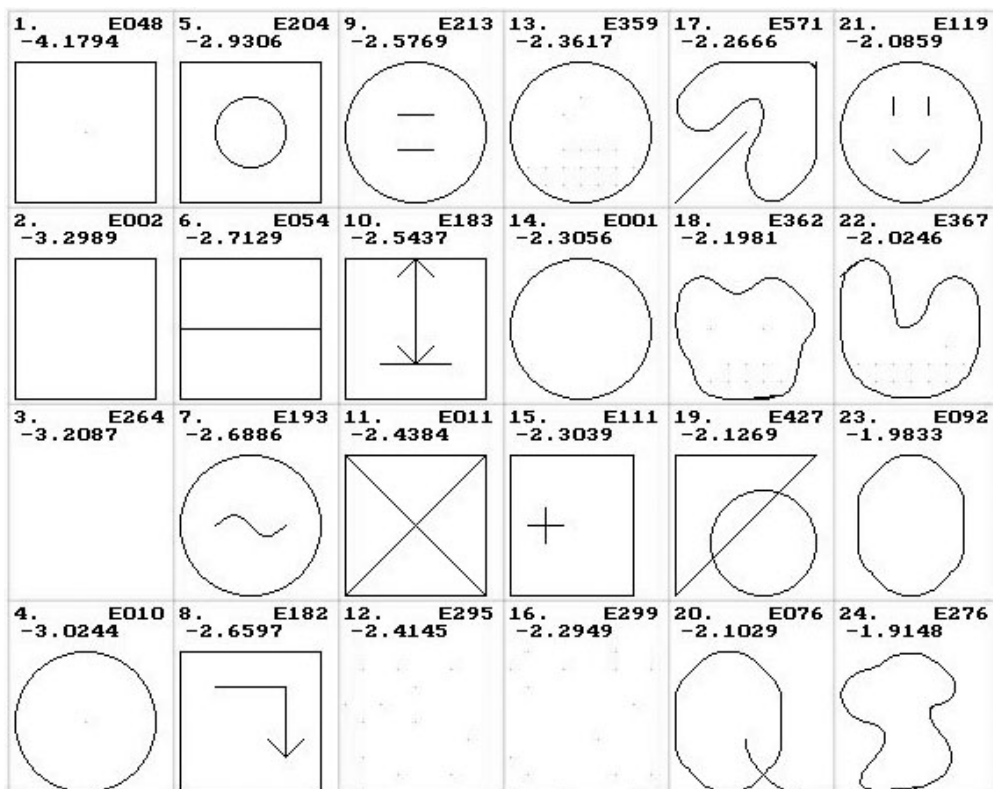 1. E048
-4.1794
5. E204
-2.9306
9. E213
-2.5769
13. E359
-2.3617
17. E571
-2.2666
21. E119
-2.0859
2. E002
-3.2989
6. E054
-2.7129
10. E183
-2.5437
14. E001
-2.3056
18. E362
-2.1981
22. E367
-2.0246
3. E264
-3.2087
7. E193
-2.6886
11. E011
-2.4384
15. E111
-2.3039
19. E427
-2.1269
23. E092
-1.9833
4. E010
-3.0244
8. E182
-2.6597
12. E295
-2.4145
16. E299
-2.2949
20. E076
-2.1029
24. E276
-1.9148